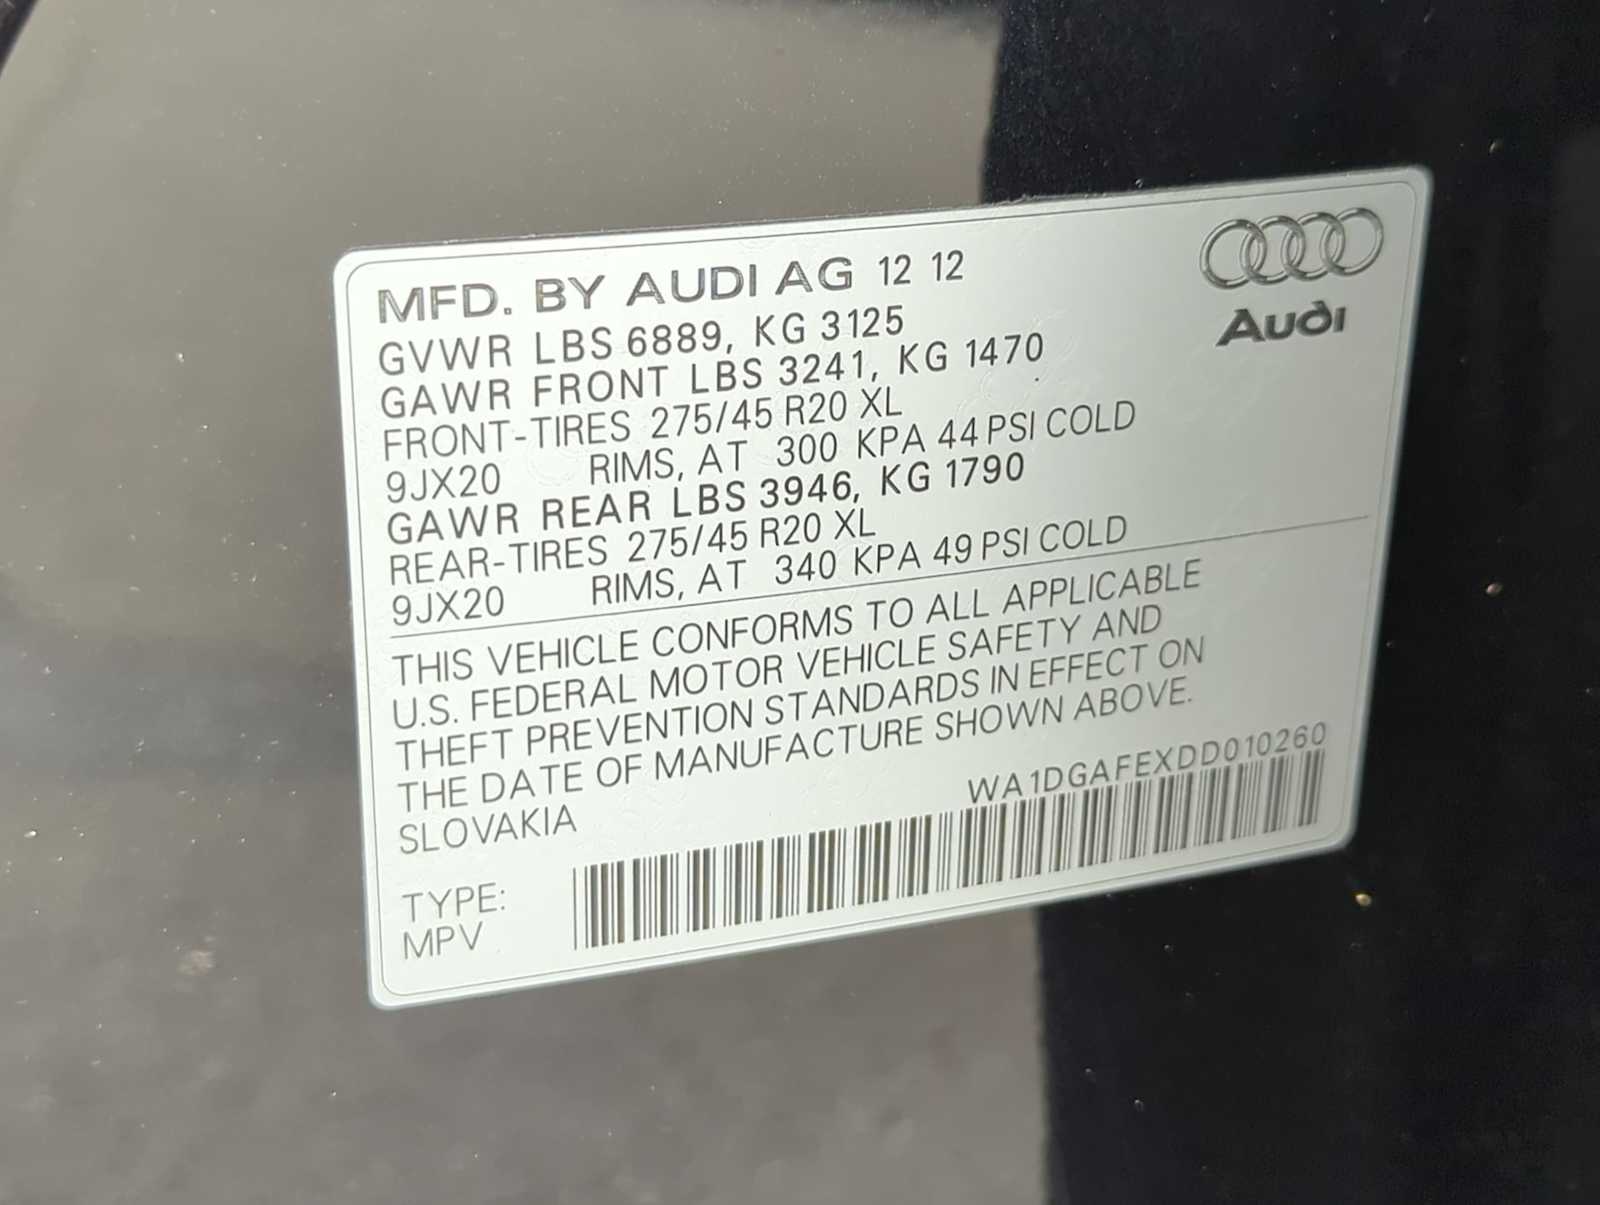 MFD. BY AUDI AG 12 12
Audi
GVWR LBS 6889, KG 3125
GAWR FRONT LBS 3241, KG 1470
FRONT-TIRES 275/45 R20 XL
9JX20 RIMS, AT 300 KPA 44 PSI COLD
GAWR REAR LBS 3946, KG 1790
REAR-TIRES 275/45 R20 XL
9JX20 RIMS, AT 340 KPA 49 PSI COLD
THIS VEHICLE CONFORMS TO ALL APPLICABLE
U.S. FEDERAL MOTOR VEHICLE SAFETY AND
THEFT PREVENTION STANDARDS IN EFFECT ON
THE DATE OF MANUFACTURE SHOWN ABOVE.
SLOVAKIA
WA1DGAFEXDD010260
TYPE:
MPV